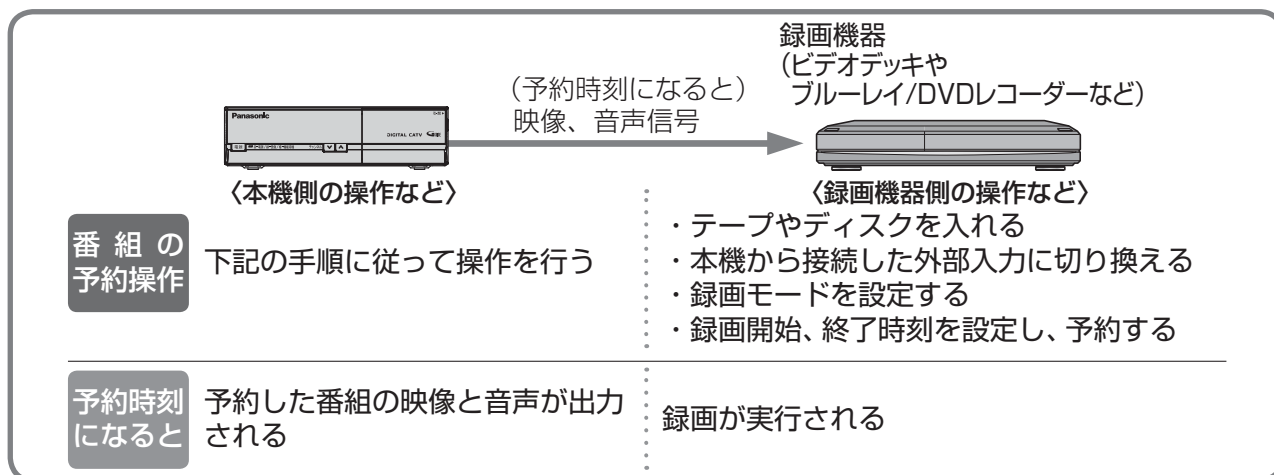 録画機器
（ビデオデッキや
ブルーレイ/DVDレコーダーなど）
（予約時刻になると）
映像、音声信号
Panasonic
DIGITAL CATV
チャンネル
〈本機側の操作など〉
〈録画機器側の操作など〉
番組の
予約操作
下記の手順に従って操作を行う
・テープやディスクを入れる
・本機から接続した外部入力に切り換える
・録画モードを設定する
・録画開始、終了時刻を設定し、予約する
予約時刻
になると
予約した番組の映像と音声が出力
される
録画が実行される